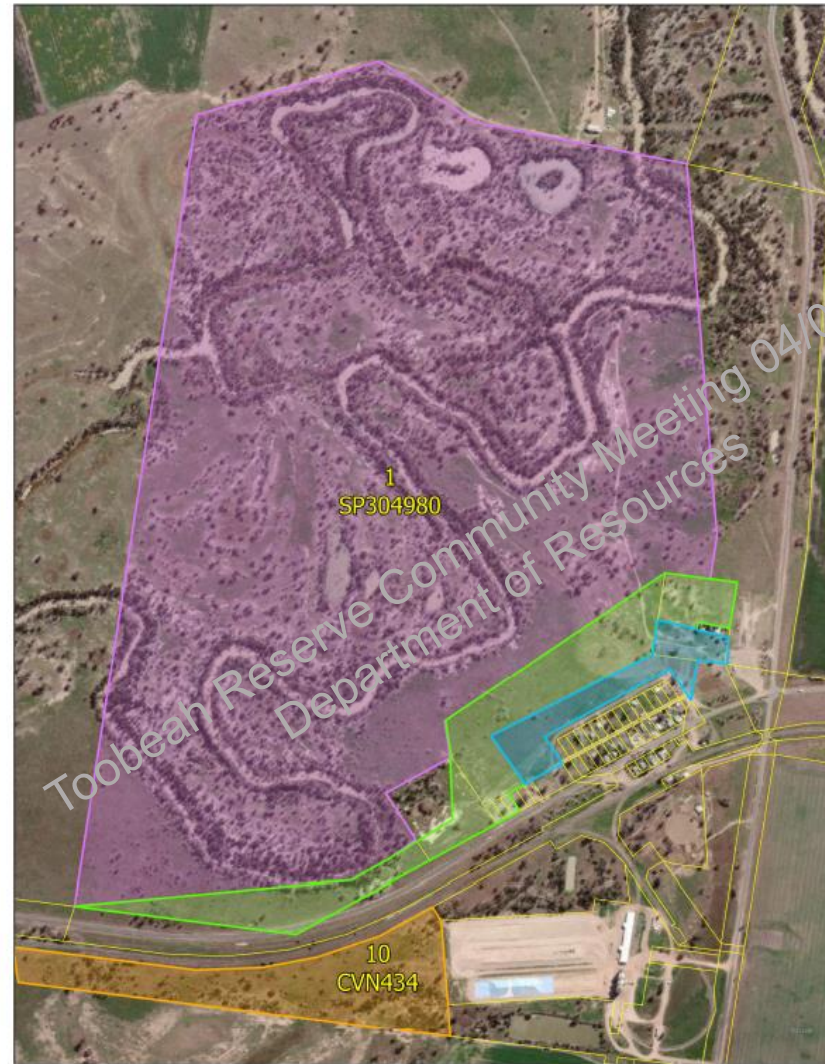 1
SP304980
Toobeah Reserve Community Meeting 04/0
Department of Resources
10
CVN434